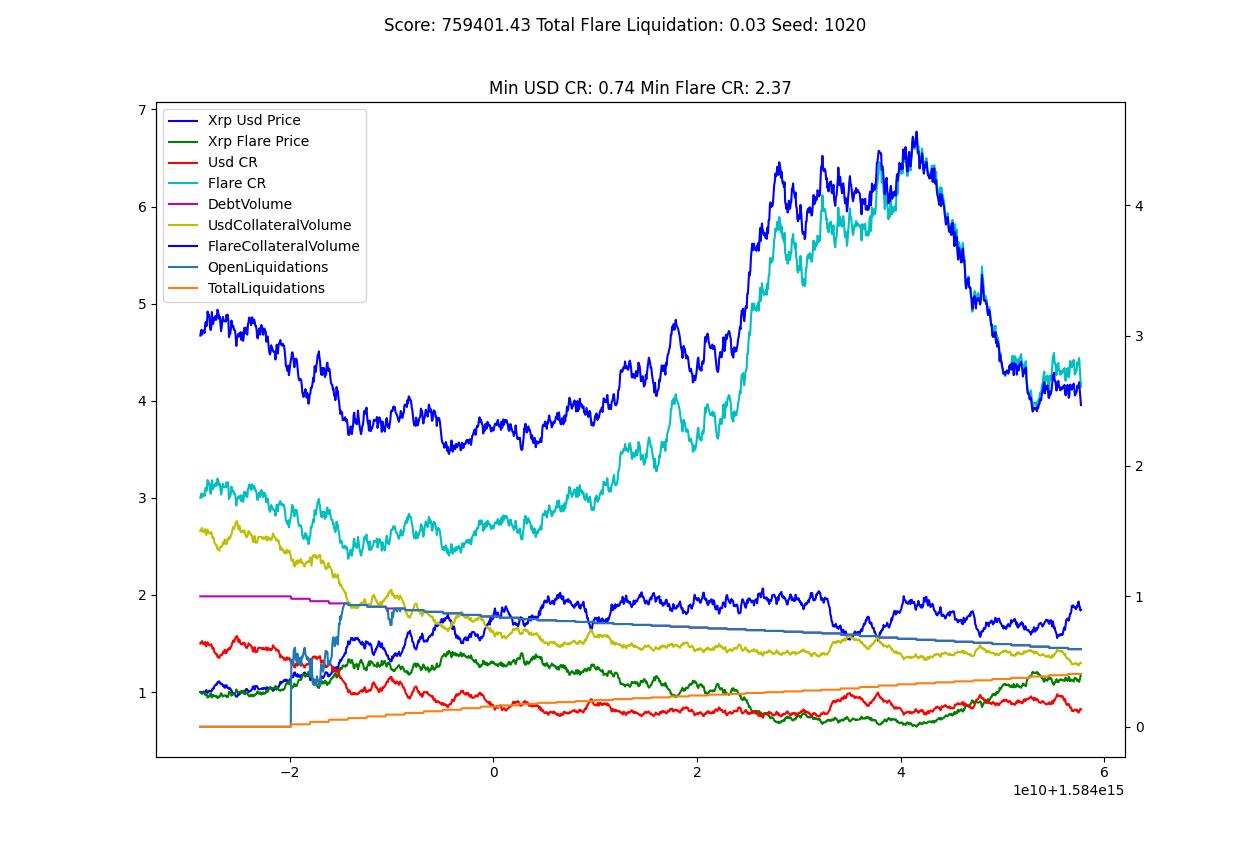 Score: 759401.43 Total Flare Liquidation: 0.03 Seed: 1020
Min USD CR: 0.74 Min Flare CR: 2.37
Xrp Usd Price
Xrp Flare Price
Usd CR
Flare CR
DebtVolume
UsdCollateralVolume
FlareCollateralVolume
OpenLiquidations
TotalLiquidations
7
6
5
4
3
2
1
4
3
2
1
0
−2
0
2
4
6
1e10+1.584e15